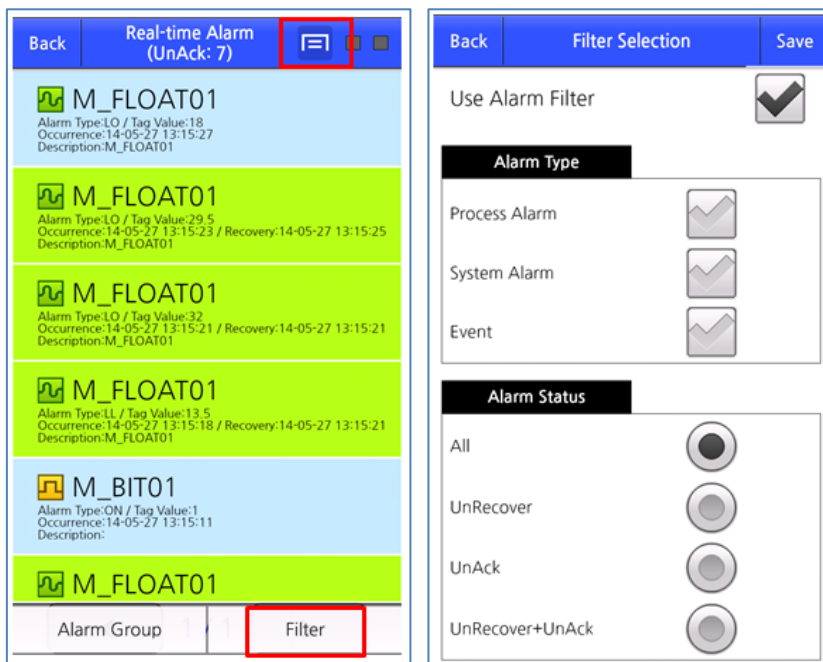 Back
Real-time Alarm
(UnAck: 7)
M_FLOAT01
Alarm Type:LO / Tag Value:18
Occurrence:14-05-27 13:15:27
Description:M_FLOAT01
M_FLOAT01
Alarm Type:LO / Tag Value:29.5
Occurrence:14-05-27 13:15:23 / Recovery:14-05-27 13:15:25
Description:M_FLOAT01
M_FLOAT01
Alarm Type:LO / Tag Value:32
Occurrence:14-05-27 13:15:21 / Recovery:14-05-27 13:15:21
Description:M_FLOAT01
M_FLOAT01
Alarm Type:LL / Tag Value:13.5
Occurrence:14-05-27 13:15:18 / Recovery:14-05-27 13:15:21
Description:M_FLOAT01
M_BIT01
Alarm Type:ON / Tag Value:1
Occurrence:14-05-27 13:15:11
Description:
M_FLOAT01
Alarm Group
Filter
Back
Filter Selection
Save
Use Alarm Filter
Alarm Type
Process Alarm
System Alarm
Event
Alarm Status
All
UnRecover
UnAck
UnRecover+UnAck